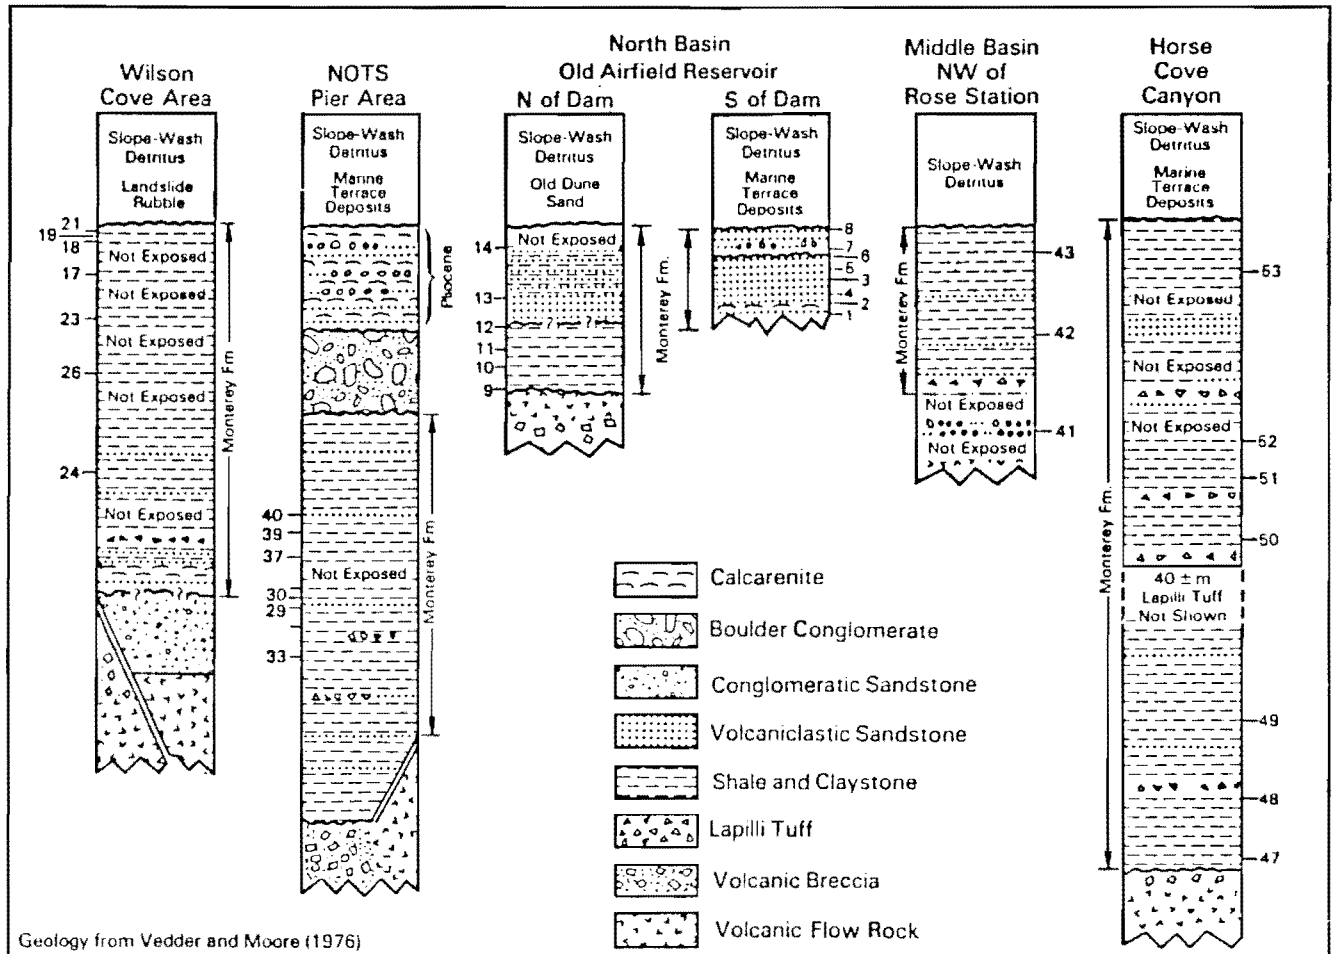 Wilson
Cove Area
Slope-Wash
Detritus
Landslide
Rubble
21
19
18
Not Exposed
17
Not Exposed
23
Not Exposed
26
Not Exposed
24
Not Exposed
?
Monterey Fm.
NOTS
Pier Area
Slope-Wash
Detritus
Marine
Terrace
Deposits
Pliocene
40
39
37
Not Exposed
30
29
33
Monterey Fm
North Basin
Old Airfield Reservoir
N of Dam
Slope-Wash
Detritus
Old Dune
Sand
Not Exposed
14
13
12
? ?
11
10
9
Monterey Fm.
S of Dam
Slope-Wash
Detritus
Marine
Terrace
Deposits
8
7
6
5
3
4
2
1
Monterey Fm.
Middle Basin
NW of
Rose Station
Slope-Wash
Detritus
43
42
Not Exposed
41
Not Exposed
Horse
Cove
Canyon
Slope-Wash
Detritus
Marine
Terrace
Deposits
53
Not Exposed
Not Exposed
Not Exposed
52
51
50
40 ± m
Lapilli Tuff
Not Shown
49
48
47
Monterey Fm.
Calcarenite
Boulder Conglomerate
Conglomeratic Sandstone
Volcaniclastic Sandstone
Shale and Claystone
Lapilli Tuff
Volcanic Breccia
Volcanic Flow Rock
Geology from Vedder and Moore (1976)